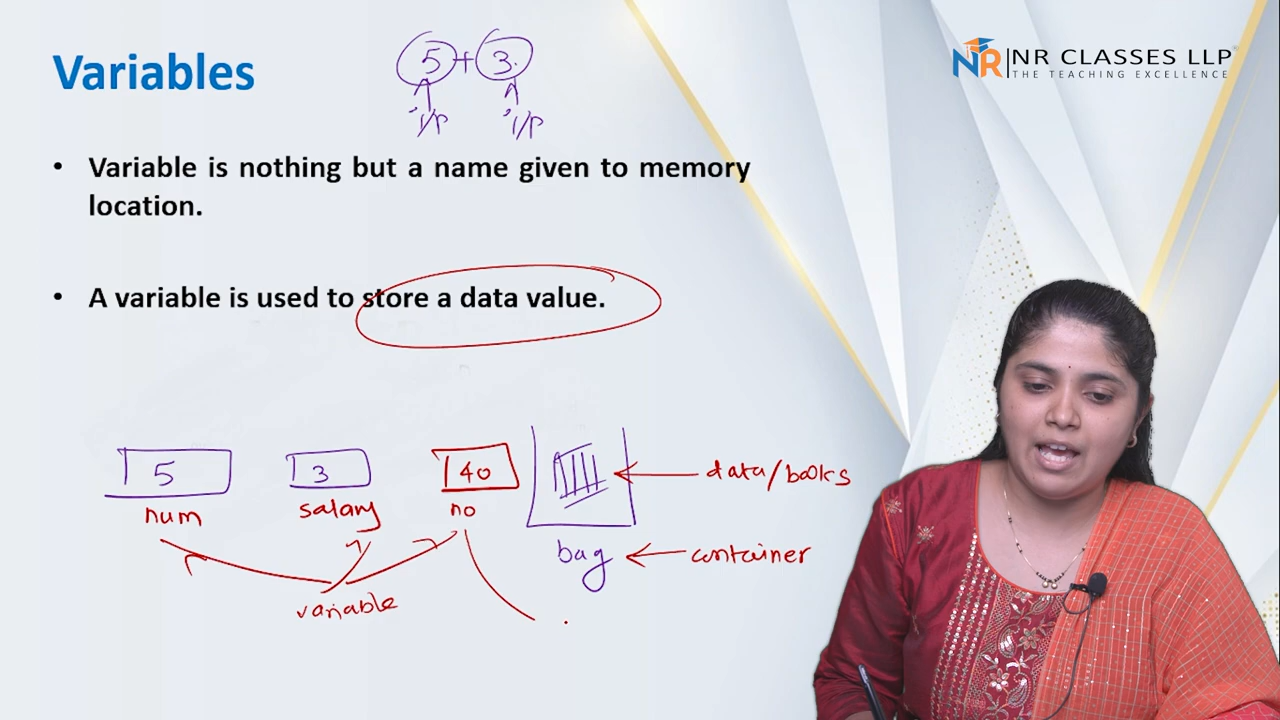 Variables
5 + 3
i/p i/p
NR NR CLASSES LLP
THE TEACHING EXCELLENCE
• Variable is nothing but a name given to memory
location.
• A variable is used to store a data value.
5 3 40 data/books
num salary no
bag container
variable